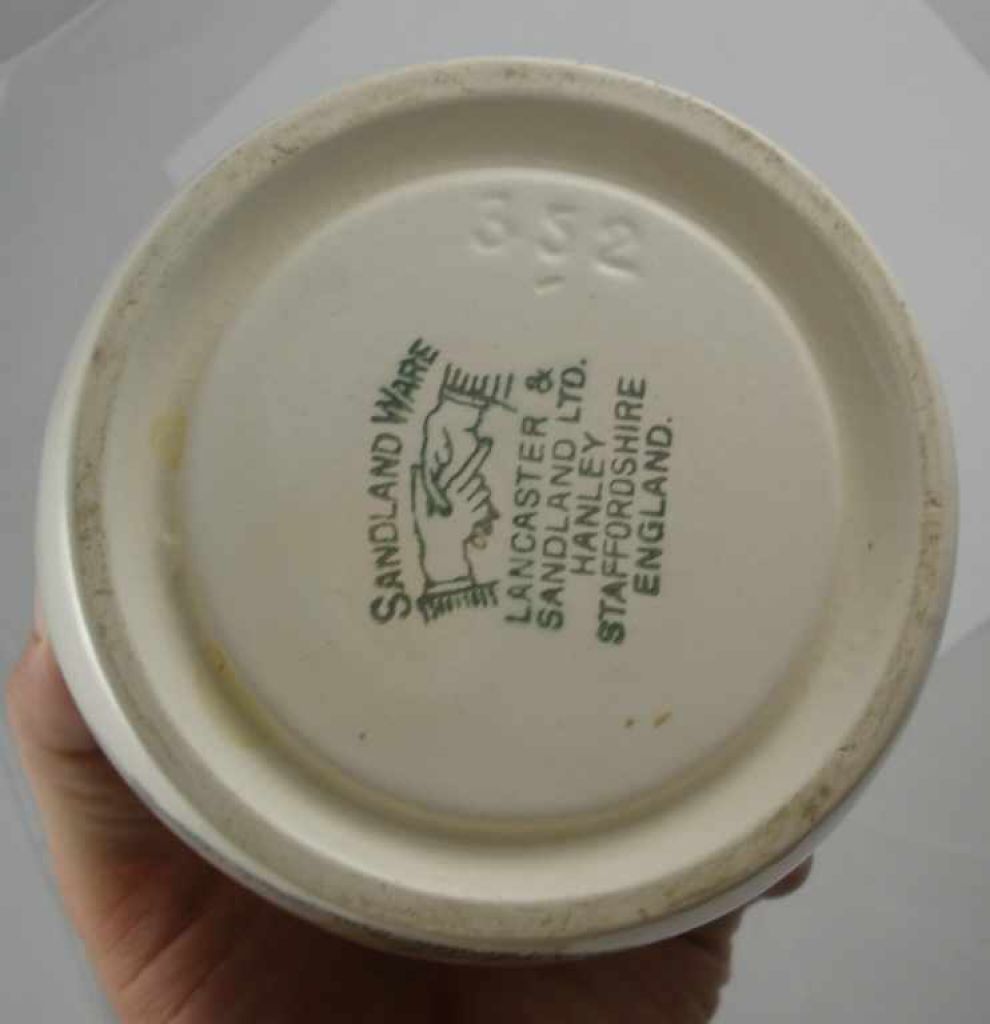 352
SANDLAND WARE
LANCASTER &
SANDLAND LTD.
HANLEY
STAFFORDSHIRE
ENGLAND.